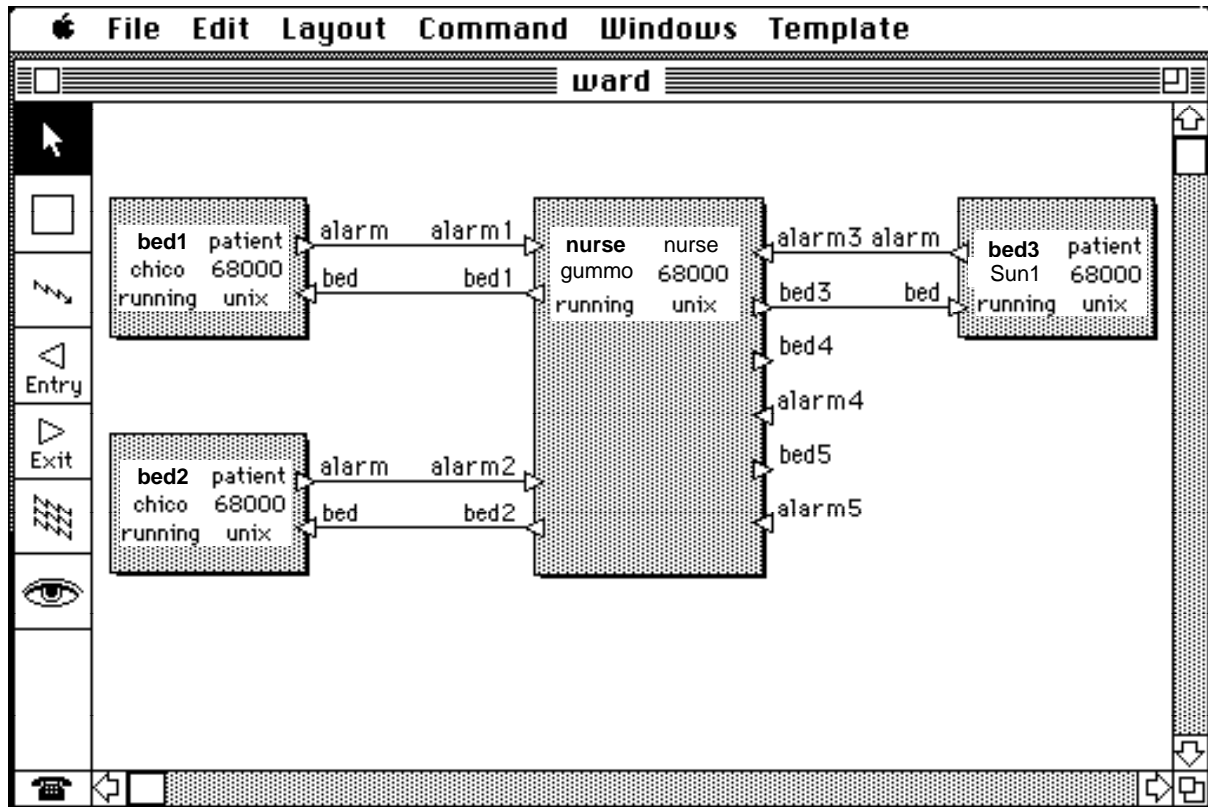 File Edit Layout Command Windows Template
ward
bed1 patient
chico 68000
running unix
alarm alarm1
bed bed1
nurse nurse
gummo 68000
running unix
alarm3 alarm
bed3 bed
bed3 patient
Sun1 68000
running unix
bed4
alarm4
bed5
alarm5
Entry
Exit
bed2 patient
chico 68000
running unix
alarm alarm2
bed bed2